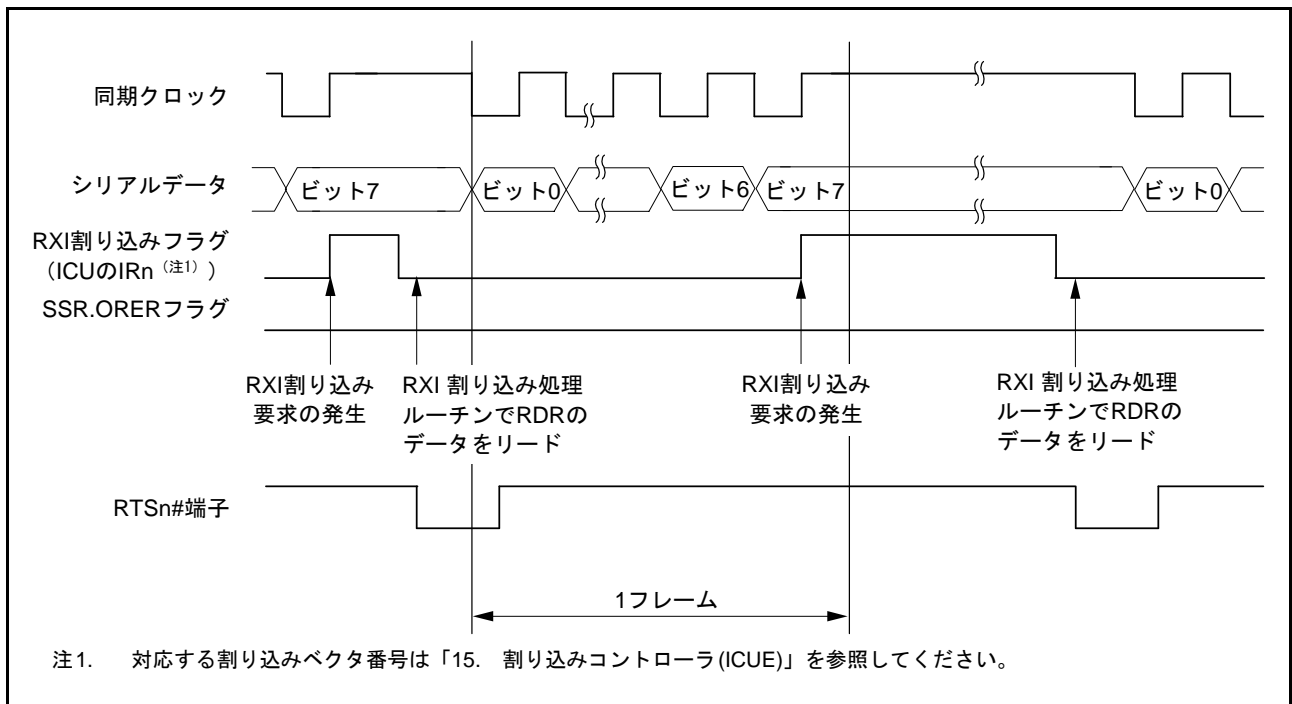 同期クロック
シリアルデータ
ビット7
ビット0
ビット6
ビット7
ビット0
RXI割り込みフラグ
(ICUのIRn（注1）)
SSR.ORERフラグ
RXI割り込み
要求の発生
RXI 割り込み処理
ルーチンでRDRの
データをリード
RXI割り込み
要求の発生
RXI 割り込み処理
ルーチンでRDRの
データをリード
RTSn#端子
1フレーム
注1. 対応する割り込みベクタ番号は「15. 割り込みコントローラ(ICUE)」を参照してください。